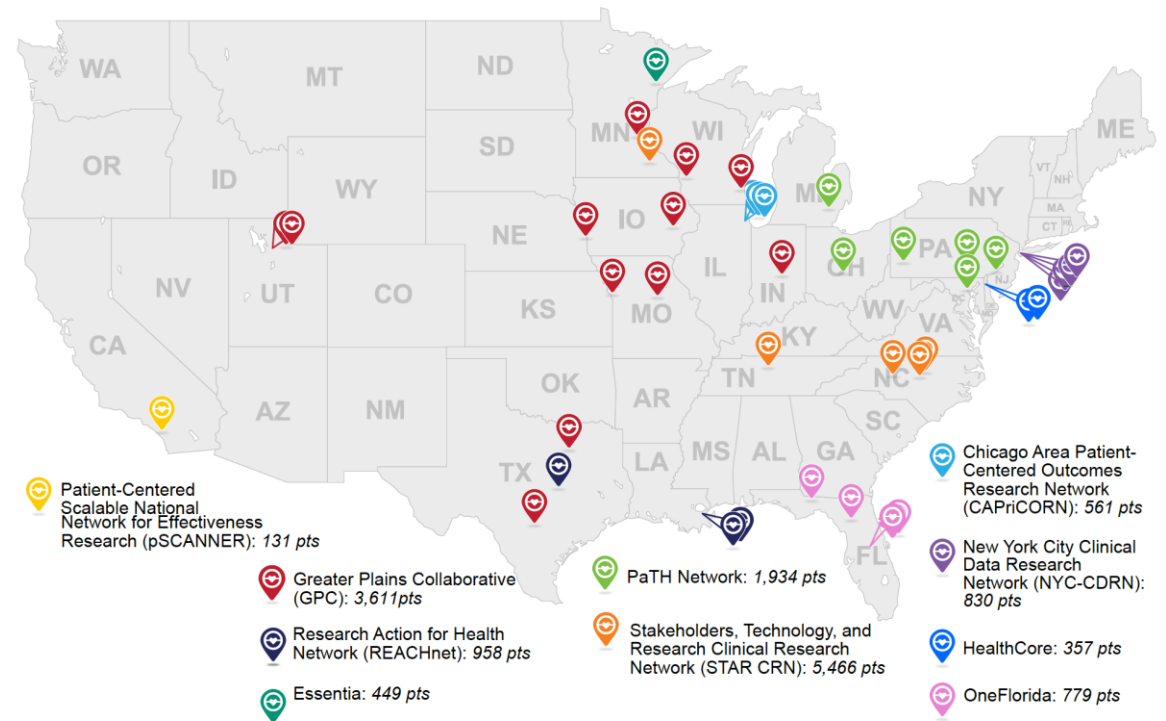 WA
MT
ND
MN
WI
ME
OR
ID
SD
MI
VT
NH
NY
MA
CT
RI
WY
NE
IO
IL
IN
OH
PA
NJ
NV
UT
CO
KS
MO
WV
VA
DC
DE
MD
KY
CA
AZ
NM
OK
AR
TN
NC
SC
TX
LA
MS
AL
GA
FL
Patient-Centered
Scalable National
Network for Effectiveness
Research (pSCANNER): 131 pts
Greater Plains Collaborative
(GPC): 3,611pts
Research Action for Health
Network (REACHnet): 958 pts
Essentia: 449 pts
PaTH Network: 1,934 pts
Stakeholders, Technology, and
Research Clinical Research
Network (STAR CRN): 5,466 pts
Chicago Area Patient-
Centered Outcomes
Research Network
(CAPriCORN): 561 pts
New York City Clinical
Data Research
Network (NYC-CDRN):
830 pts
HealthCore: 357 pts
OneFlorida: 779 pts